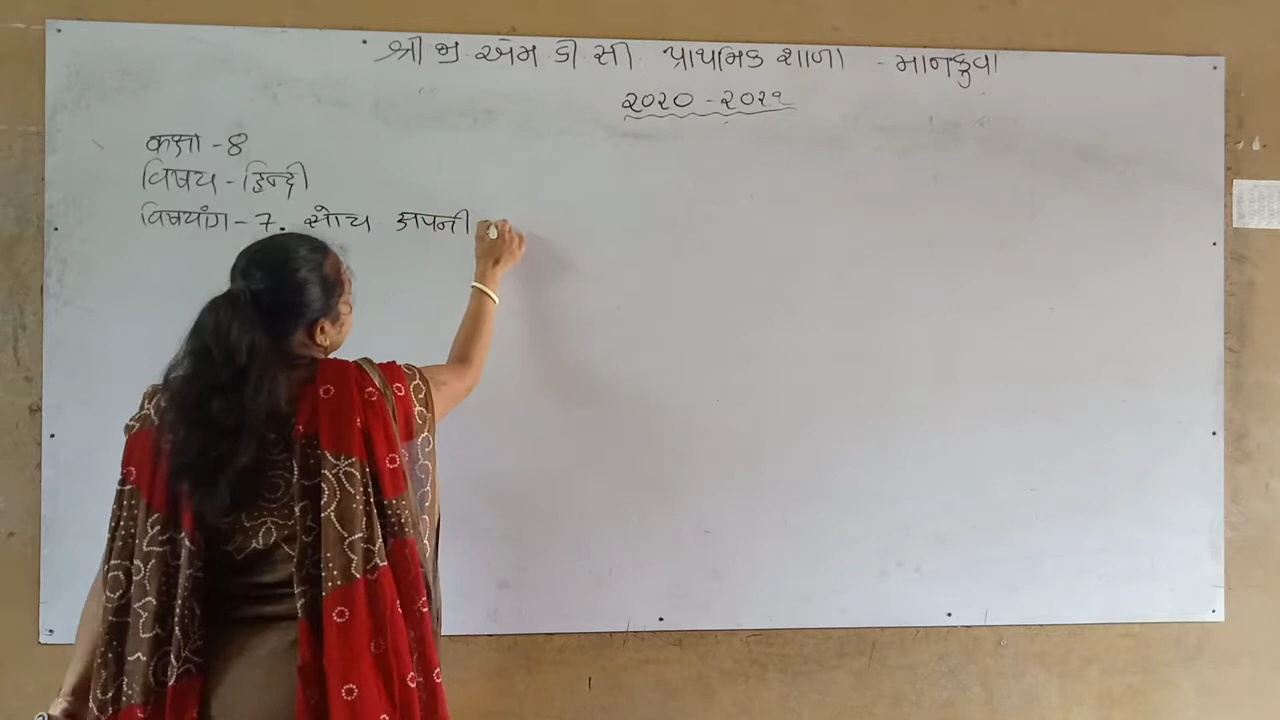 શ્રી જી. એમ. ડી. સી. પ્રાથમિક શાળા - માનકુવા
૨૦૨૦ - ૨૦૨૧
कक्षा - 8
विषय - हिन्दी
विषयांग - 7. सोच अपनी